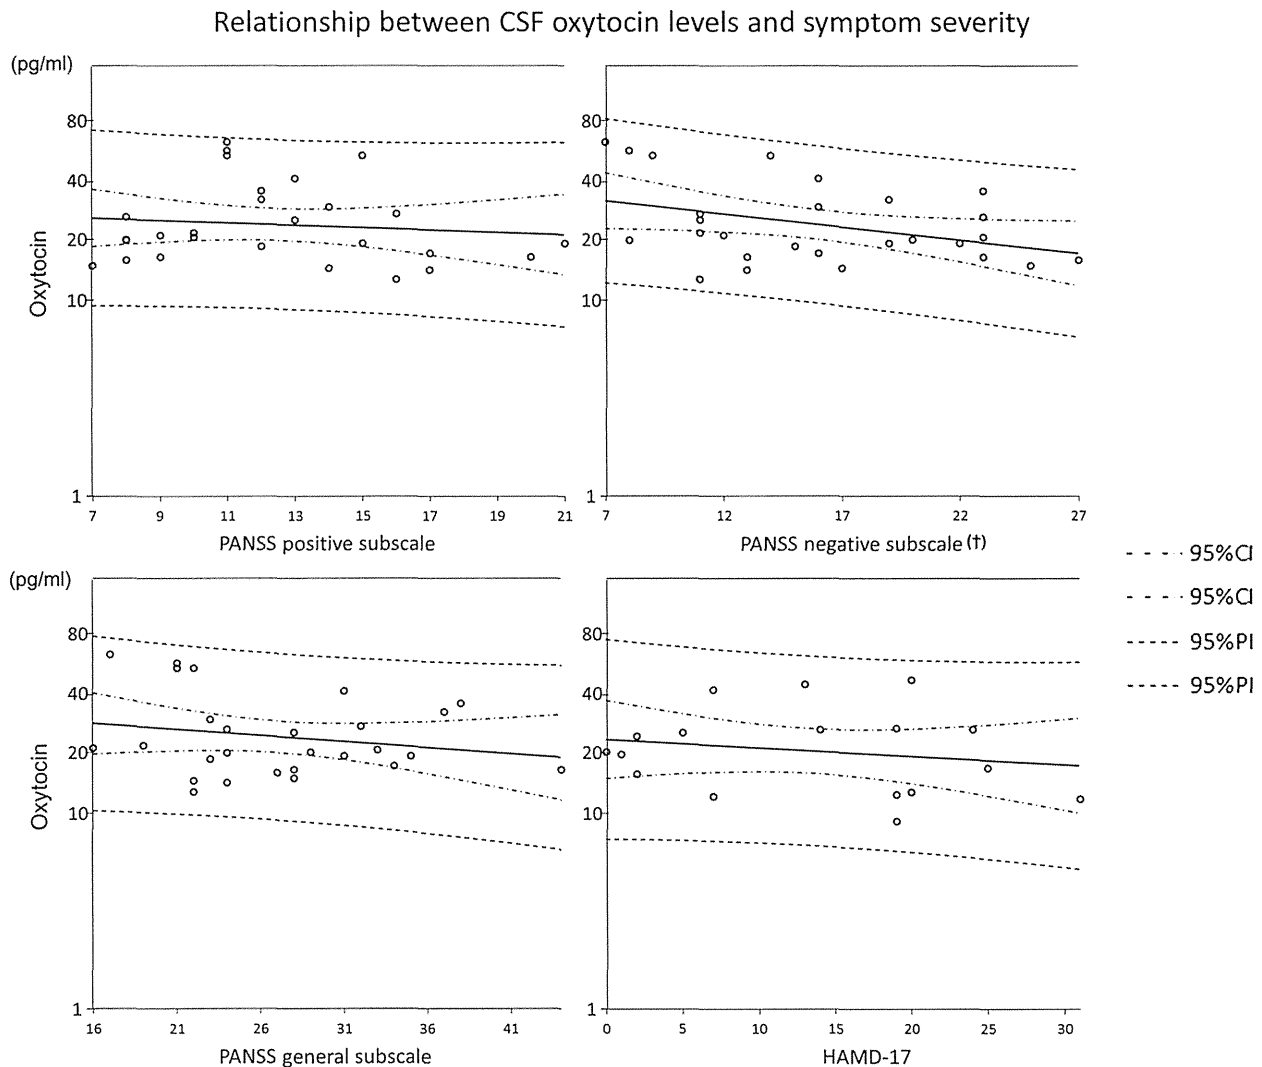 Relationship between CSF oxytocin levels and symptom severity
(pg/ml)
80
40
20
10
1
Oxytocin
7 9 11 13 15 17 19 21
PANSS positive subscale
80
40
20
10
1
7 12 17 22 27
PANSS negative subscale(†)
95%CI
95%CI
95%PI
95%PI
(pg/ml)
80
40
20
10
1
Oxytocin
16 21 26 31 36 41
PANSS general subscale
80
40
20
10
1
0 5 10 15 20 25 30
HAMD-17